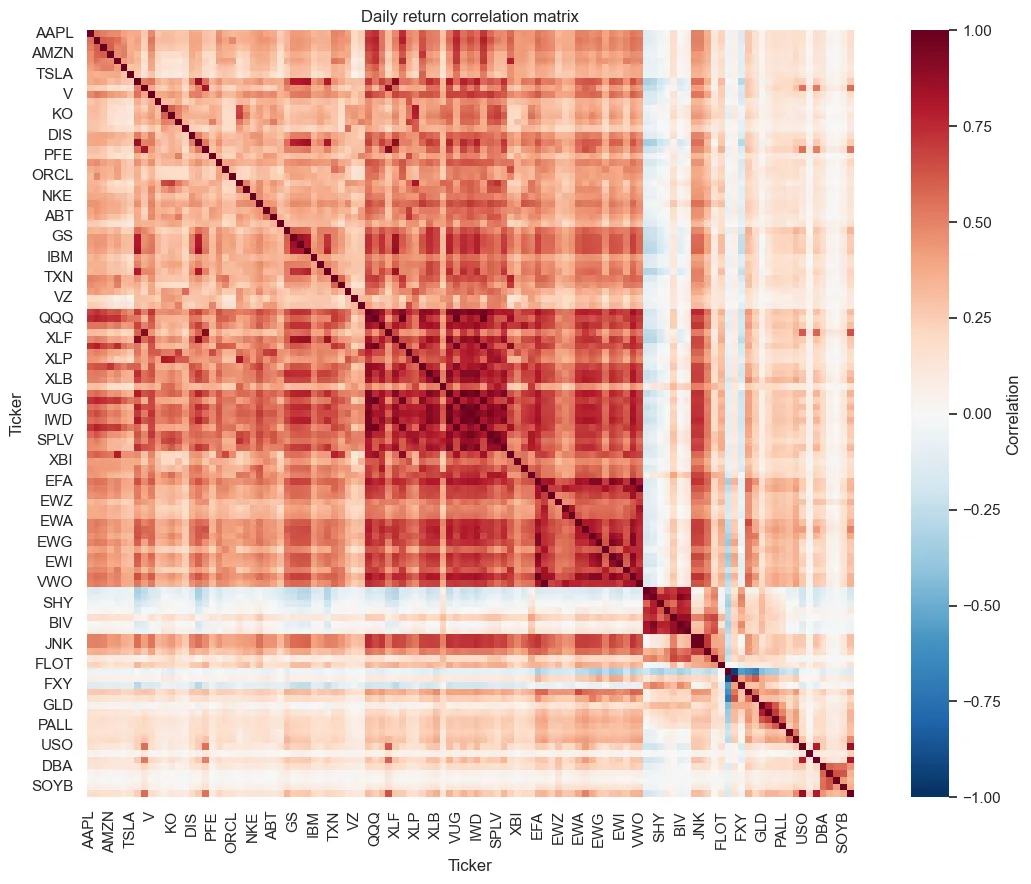 Daily return correlation matrix
Ticker
AAPL
AMZN
TSLA
V
KO
DIS
PFE
ORCL
NKE
ABT
GS
IBM
TXN
VZ
QQQ
XLF
XLP
XLB
VUG
IWD
SPLV
XBI
EFA
EWZ
EWA
EWG
EWI
VWO
SHY
BIV
JNK
FLOT
FXY
GLD
PALL
USO
DBA
SOYB
AAPL
AMZN
TSLA
V
KO
DIS
PFE
ORCL
NKE
ABT
GS
IBM
TXN
VZ
QQQ
XLF
XLP
XLB
VUG
IWD
SPLV
XBI
EFA
EWZ
EWA
EWG
EWI
VWO
SHY
BIV
JNK
FLOT
FXY
GLD
PALL
USO
DBA
SOYB
Ticker
1.00
0.75
0.50
0.25
0.00
−0.25
−0.50
−0.75
−1.00
Correlation